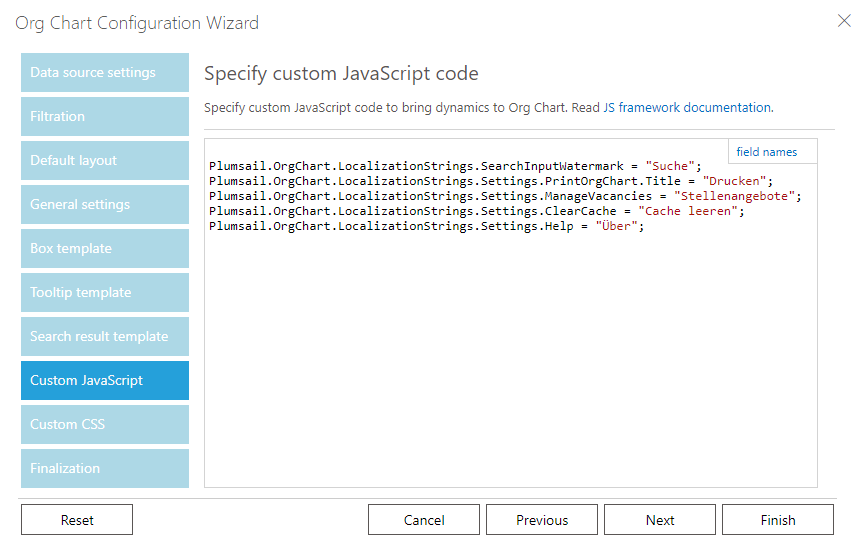 Org Chart Configuration Wizard
Data source settings
Filtration
Default layout
General settings
Box template
Tooltip template
Search result template
Custom JavaScript
Custom CSS
Finalization
Specify custom JavaScript code
Specify custom JavaScript code to bring dynamics to Org Chart. Read JS framework documentation.
field names
Plumsail.OrgChart.LocalizationStrings.SearchInputWatermark = "Suche";
Plumsail.OrgChart.LocalizationStrings.Settings.PrintOrgChart.Title = "Drucken";
Plumsail.OrgChart.LocalizationStrings.Settings.ManageVacancies = "Stellenangebote";
Plumsail.OrgChart.LocalizationStrings.Settings.ClearCache = "Cache leeren";
Plumsail.OrgChart.LocalizationStrings.Settings.Help = "Über";
Reset
Cancel
Previous
Next
Finish